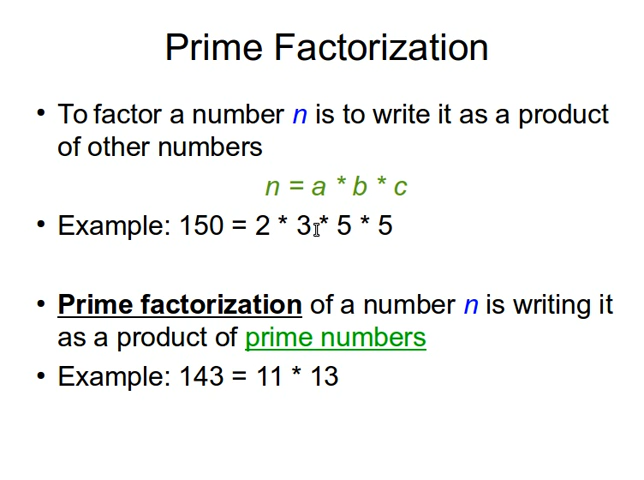 Prime Factorization
• To factor a number n is to write it as a product
of other numbers
n = a * b * c
• Example: 150 = 2 * 3 * 5 * 5
• Prime factorization of a number n is writing it
as a product of prime numbers
• Example: 143 = 11 * 13